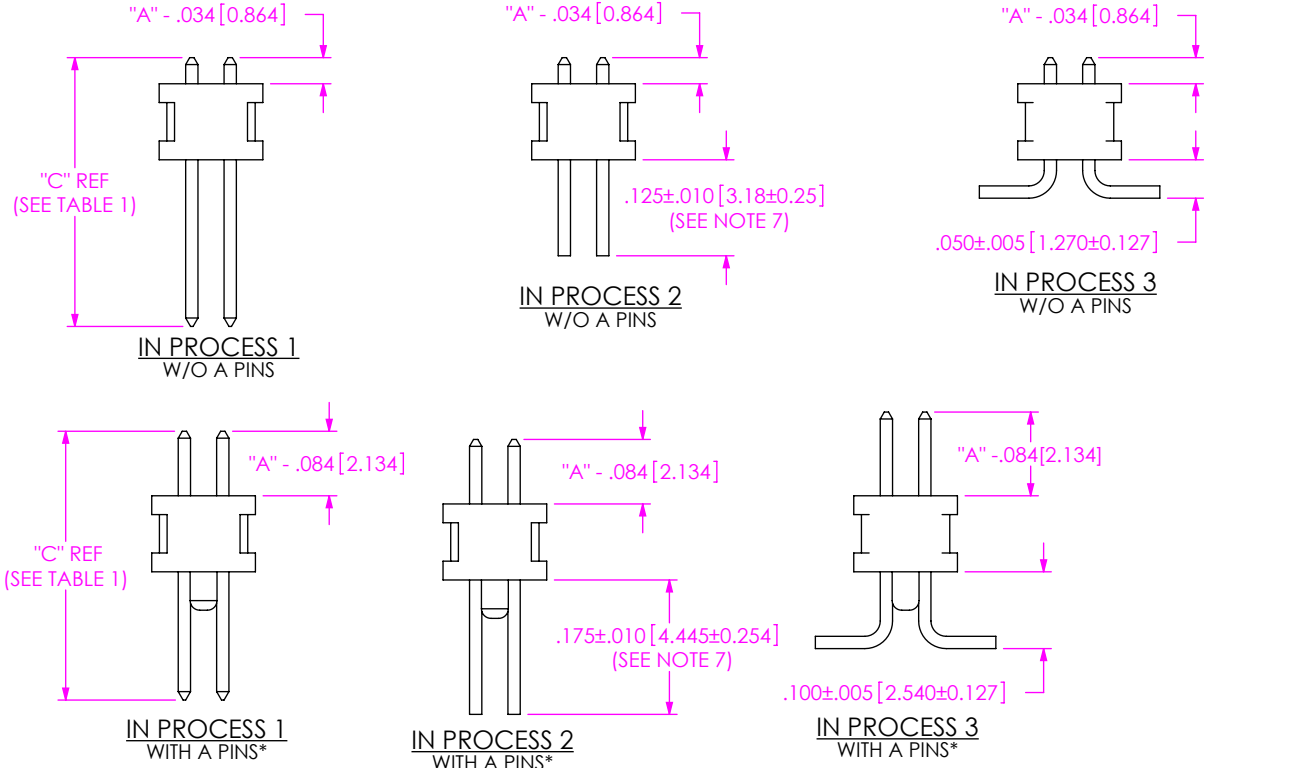 "A" - .034 [0.864]
"A" - .034 [0.864]
"A" - .034 [0.864]
"C" REF
(SEE TABLE 1)
.125±.010 [3.18±0.25]
(SEE NOTE 7)
.050±.005 [1.270±0.127]
IN PROCESS 1
W/O A PINS
IN PROCESS 2
W/O A PINS
IN PROCESS 3
W/O A PINS
"A" - .084 [2.134]
"A" - .084 [2.134]
"A" -.084[2.134]
"C" REF
(SEE TABLE 1)
.175±.010 [4.445±0.254]
(SEE NOTE 7)
.100±.005 [2.540±0.127]
IN PROCESS 1
WITH A PINS*
IN PROCESS 2
WITH A PINS*
IN PROCESS 3
WITH A PINS*